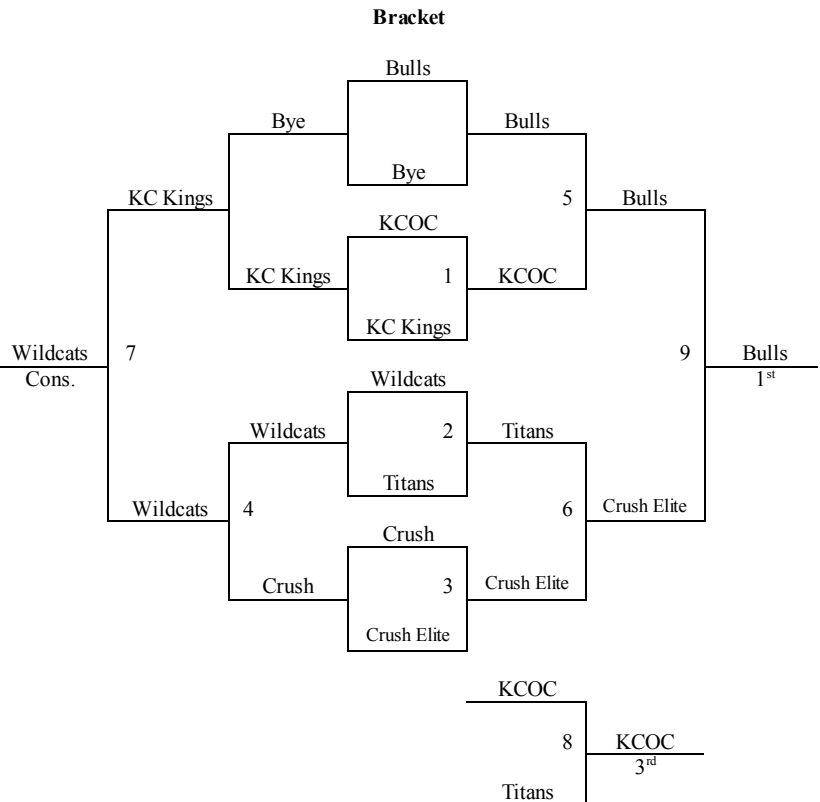 Bracket
Bulls
Bye Bulls
Bye
KC Kings 5 Bulls
KCOC
KC Kings 1 KCOC
KC Kings
Wildcats 7 9 Bulls
Cons. 1st
Wildcats
Wildcats 2 Titans
Titans
Wildcats 4 6 Crush Elite
Crush
Crush 3 Crush Elite
Crush Elite
KCOC
8 KCOC
3rd
Titans